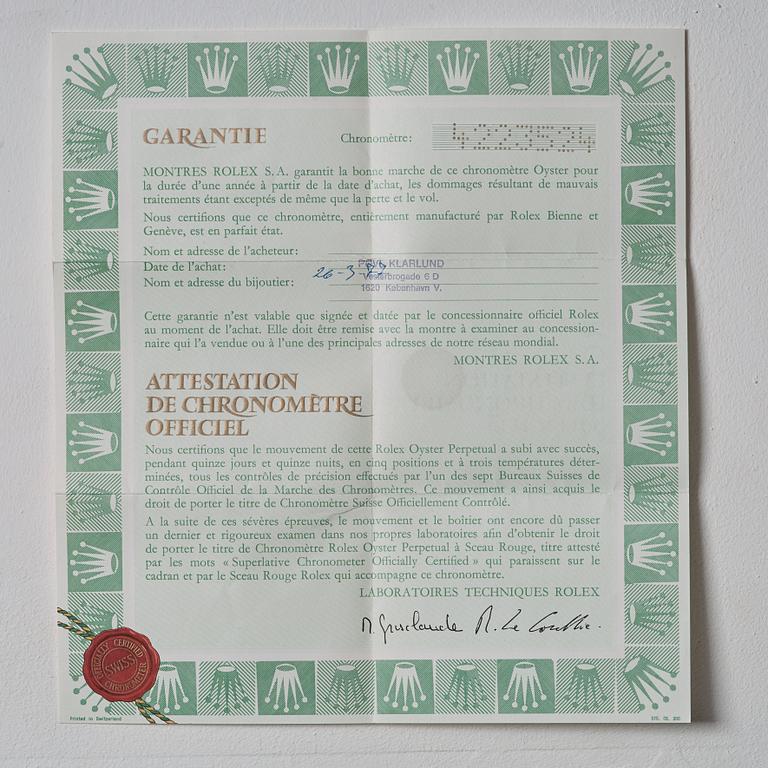 GARANTIE Chronomètre: 4223524
MONTRES ROLEX S.A. garantit la bonne marche de ce chronomètre Oyster pour
la durée d'une année à partir de la date d'achat, les dommages résultant de mauvais
traitements étant exceptés de même que la perte et le vol.
Nous certifions que ce chronomètre, entièrement manufacturé par Rolex Bienne et
Genève, est en parfait état.
Nom et adresse de l'acheteur:
Date de l'achat: 26-3-
Nom et adresse du bijoutier:
KLARLUND
Vesterbrogade 6 D
1620 København V.
Cette garantie n'est valable que signée et datée par le concessionnaire officiel Rolex
au moment de l'achat. Elle doit être remise avec la montre à examiner au concession-
naire qui l'a vendue ou à l'une des principales adresses de notre réseau mondial.
MONTRES ROLEX S.A.
ATTESTATION
DE CHRONOMÈTRE
OFFICIEL
Nous certifions que le mouvement de cette Rolex Oyster Perpetual a subi avec succès,
pendant quinze jours et quinze nuits, en cinq positions et à trois températures déter-
minées, tous les contrôles de précision effectués par l'un des sept Bureaux Suisses de
Contrôle Officiel de la Marche des Chronomètres. Ce mouvement a ainsi acquis le
droit de porter le titre de Chronomètre Suisse Officiellement Contrôlé.
A la suite de ces sévères épreuves, le mouvement et le boîtier ont encore dû passer
un dernier et rigoureux examen dans nos propres laboratoires afin d'obtenir le droit
de porter le titre de Chronomètre Rolex Oyster Perpetual à Sceau Rouge, titre attesté
par les mots « Superlative Chronometer Officially Certified » qui paraissent sur le
cadran et par le Sceau Rouge Rolex qui accompagne ce chronomètre.
LABORATOIRES TECHNIQUES ROLEX
OFFICIALLY CERTIFIED
SWISS
CHRONOMETER
Printed in Switzerland